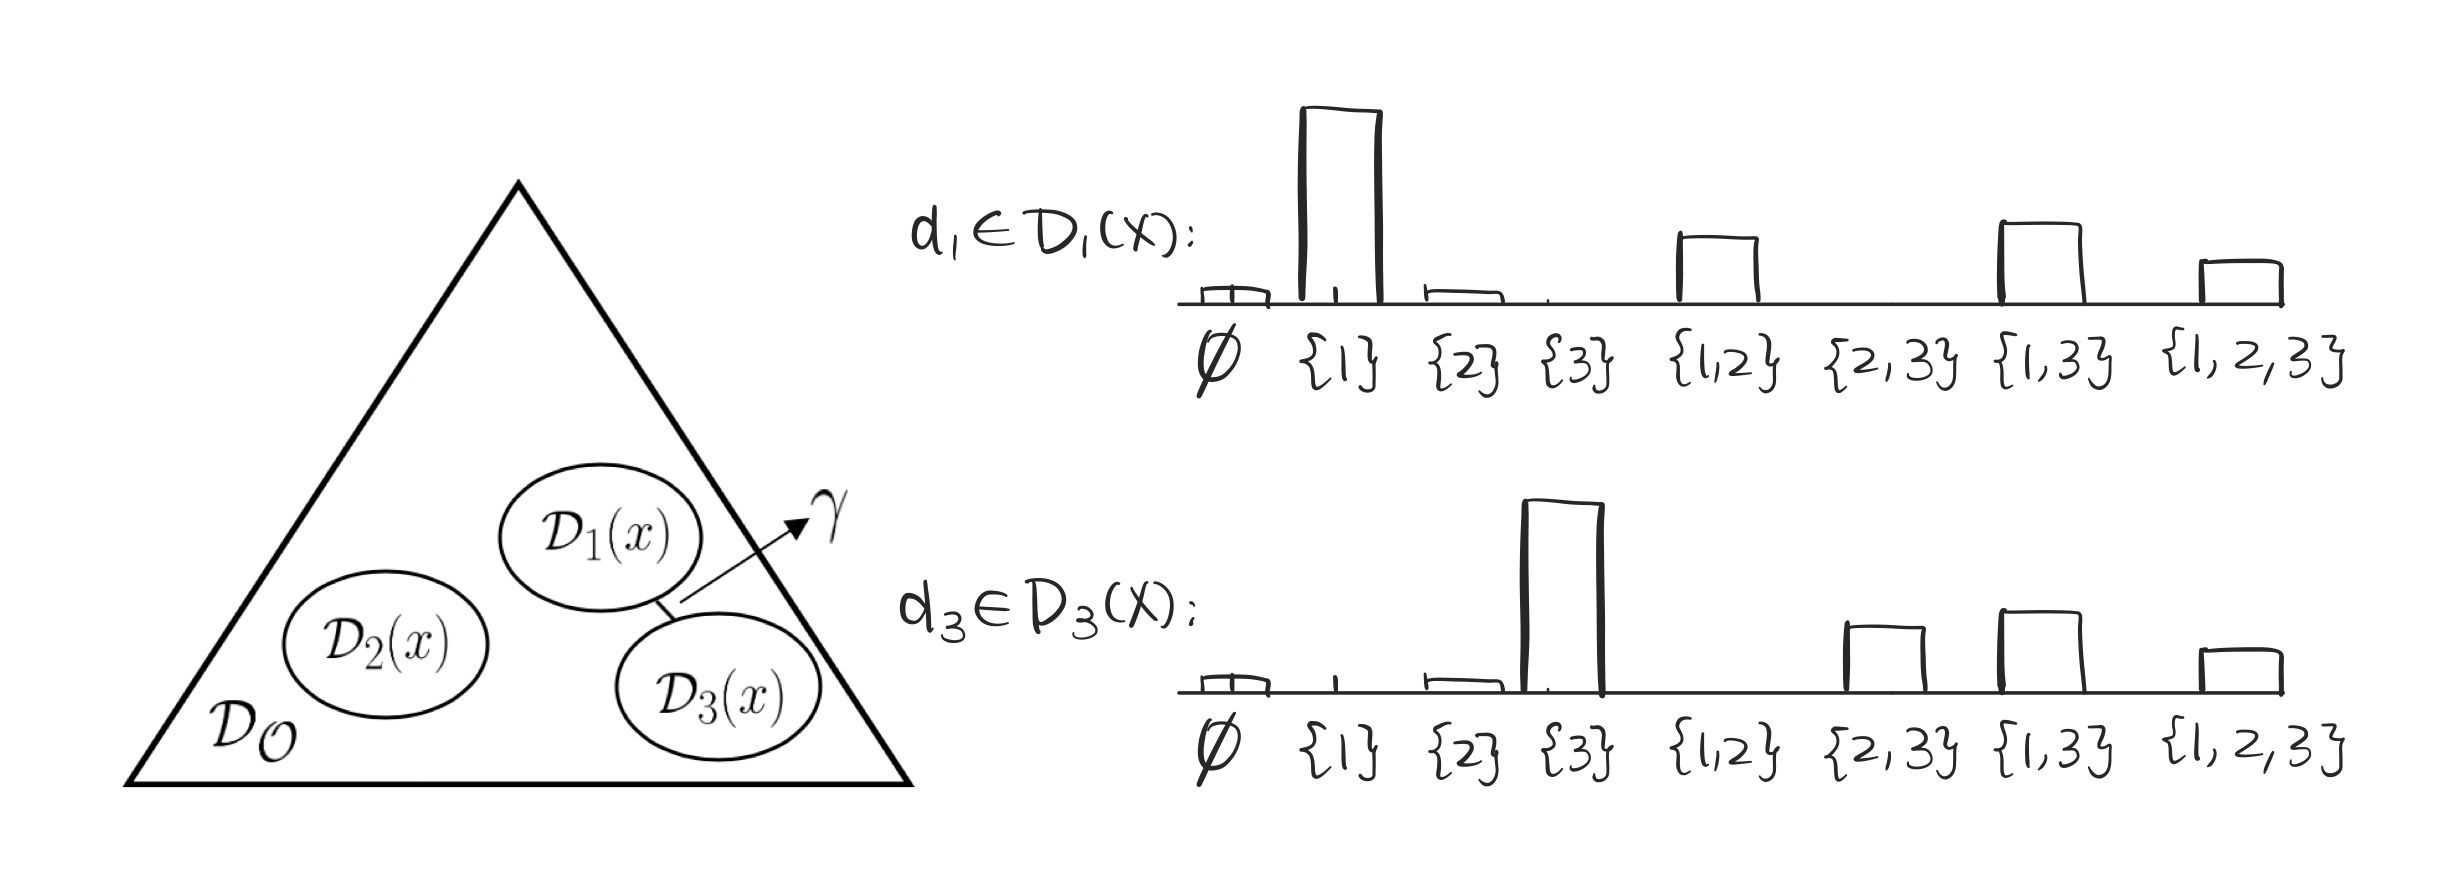 d₁∈D₁(X):
∅ {1} {2} {3} {1,2} {2,3} {1,3} {1,2,3}
𝒟₁(x)
γ
𝒟₂(x)
𝒟₃(x)
𝒟_𝒪
d₃∈D₃(X):
∅ {1} {2} {3} {1,2} {2,3} {1,3} {1,2,3}